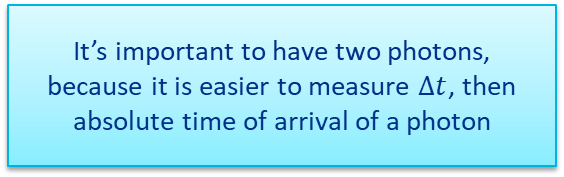 It’s important to have two photons,
because it is easier to measure Δ𝑡, then
absolute time of arrival of a photon